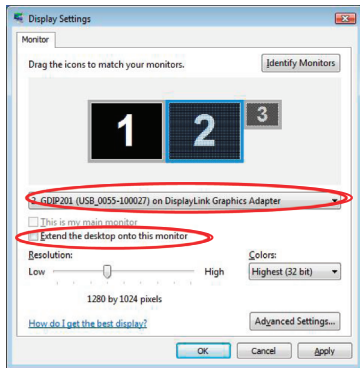 Display Settings
Monitor
Drag the icons to match your monitors.
Identify Monitors
1
2
3
2. GDIP201 (USB_0055-100027) on DisplayLink Graphics Adapter
This is my main monitor
Extend the desktop onto this monitor
Resolution:
Colors:
Low
High
Highest (32 bit)
1280 by 1024 pixels
How do I get the best display?
Advanced Settings...
OK
Cancel
Apply